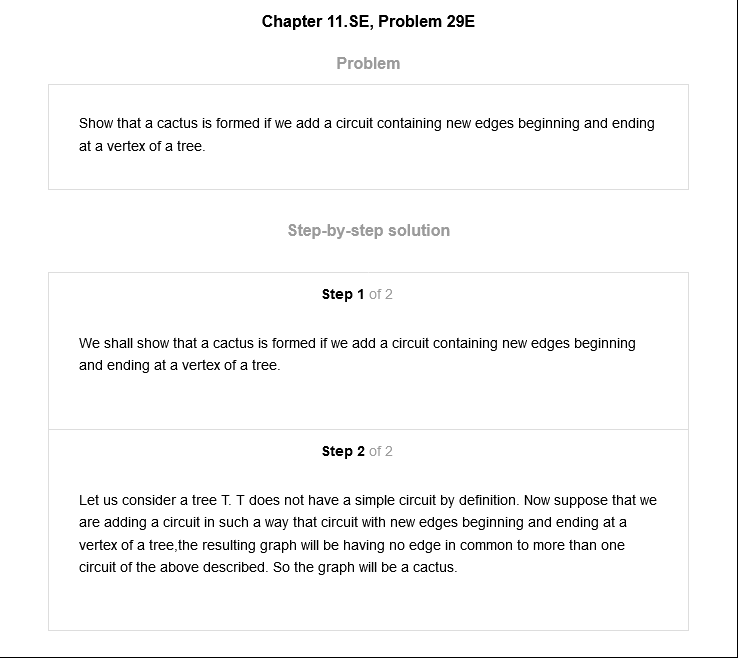 Chapter 11.SE, Problem 29E
Problem
Show that a cactus is formed if we add a circuit containing new edges beginning and ending
at a vertex of a tree.
Step-by-step solution
Step 1 of 2
We shall show that a cactus is formed if we add a circuit containing new edges beginning
and ending at a vertex of a tree.
Step 2 of 2
Let us consider a tree T. T does not have a simple circuit by definition. Now suppose that we
are adding a circuit in such a way that circuit with new edges beginning and ending at a
vertex of a tree,the resulting graph will be having no edge in common to more than one
circuit of the above described. So the graph will be a cactus.